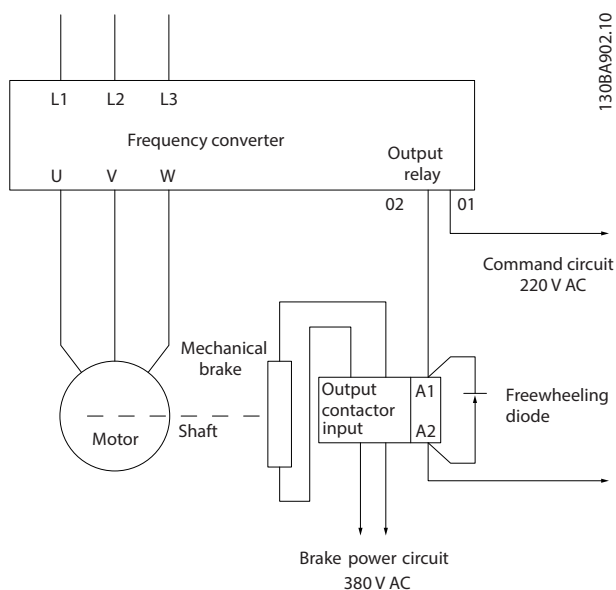 130BA902.10
L1 L2 L3
Frequency converter
U V W
Output
relay
02 01
Command circuit
220 V AC
Mechanical
brake
Output
contactor
input
A1
A2
Freewheeling
diode
Motor
Shaft
Brake power circuit
380 V AC